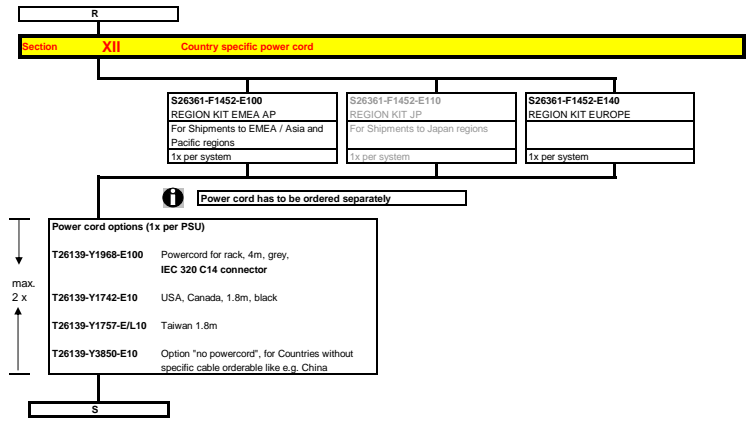 R
Section XII Country specific power cord
S26361-F1452-E100
REGION KIT EMEA AP
For Shipments to EMEA / Asia and
Pacific regions
1x per system
S26361-F1452-E110
REGION KIT JP
For Shipments to Japan regions
1x per system
S26361-F1452-E140
REGION KIT EUROPE
1x per system
Power cord has to be ordered separately
max.
2 x
Power cord options (1x per PSU)
T26139-Y1968-E100 Powercord for rack, 4m, grey,
IEC 320 C14 connector
T26139-Y1742-E10 USA, Canada, 1.8m, black
T26139-Y1757-E/L10 Taiwan 1.8m
T26139-Y3850-E10 Option "no powercord", for Countries without
specific cable orderable like e.g. China
S